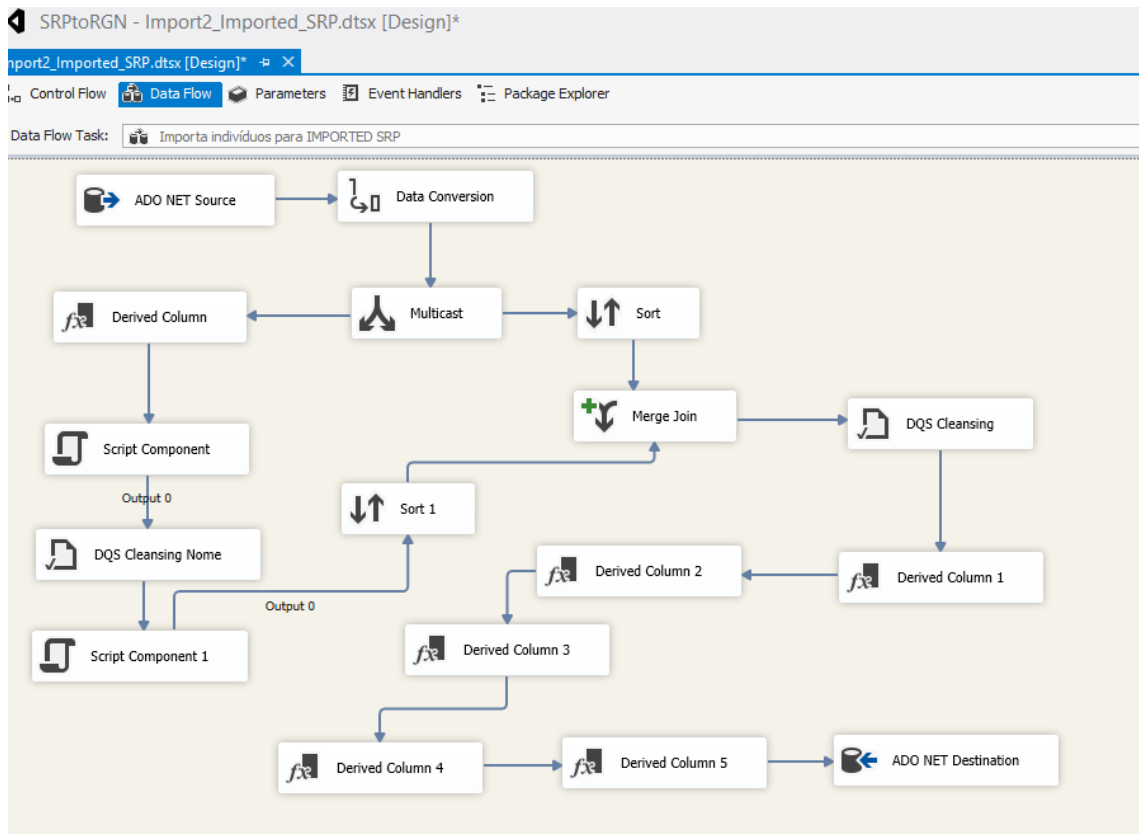 SRPtoRGN - Import2_Imported_SRP.dtsx [Design]*
nport2_Imported_SRP.dtsx [Design]*
Control Flow Data Flow Parameters Event Handlers Package Explorer
Data Flow Task: Importa indivíduos para IMPORTED SRP
ADO NET Source
Data Conversion
Derived Column
Multicast
Sort
Merge Join
DQS Cleansing
Script Component
Output 0
Sort 1
DQS Cleansing Nome
Derived Column 2
Derived Column 1
Output 0
Script Component 1
Derived Column 3
Derived Column 4
Derived Column 5
ADO NET Destination